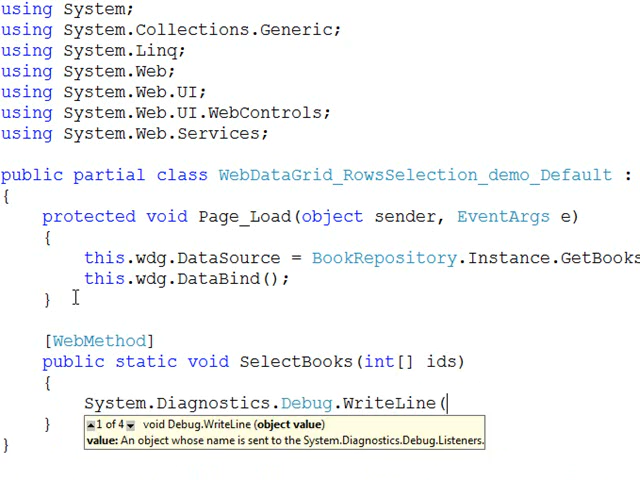 using System;
using System.Collections.Generic;
using System.Linq;
using System.Web;
using System.Web.UI;
using System.Web.UI.WebControls;
using System.Web.Services;
public partial class WebDataGrid_RowsSelection_demo_Default :
{
protected void Page_Load(object sender, EventArgs e)
{
this.wdg.DataSource = BookRepository.Instance.GetBooks
this.wdg.DataBind();
}
[WebMethod]
public static void SelectBooks(int[] ids)
{
System.Diagnostics.Debug.WriteLine(
} ▲1 of 4▼ void Debug.WriteLine (object value)
value: An object whose name is sent to the System.Diagnostics.Debug.Listeners.
}